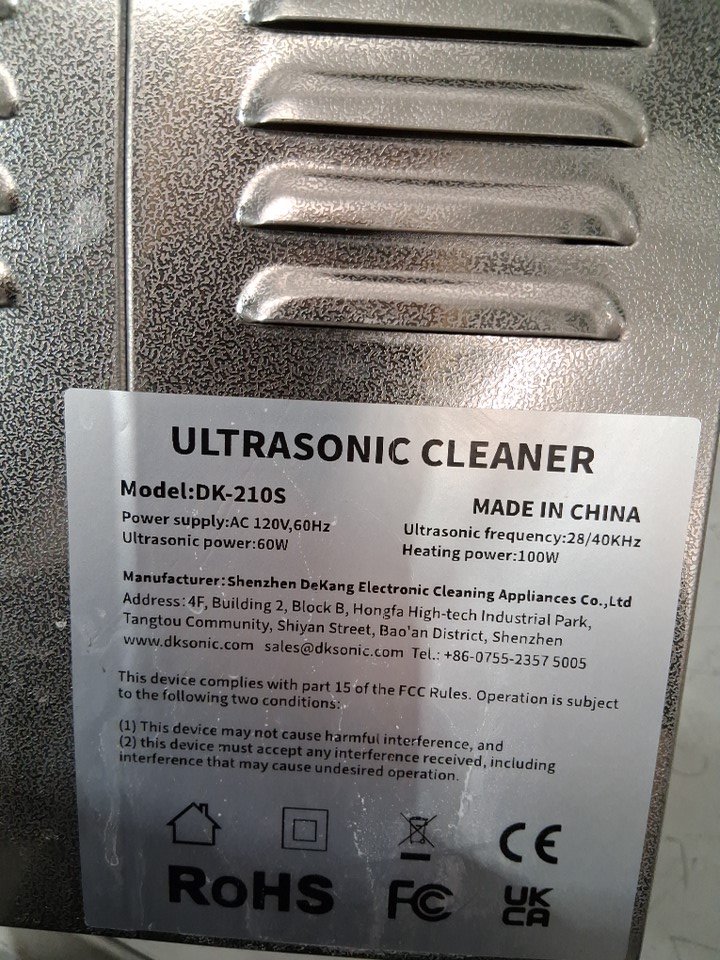 ULTRASONIC CLEANER
Model:DK-210S
MADE IN CHINA
Power supply:AC 120V,60Hz
Ultrasonic frequency:28/40KHz
Ultrasonic power:60W
Heating power:100W
Manufacturer:Shenzhen DeKang Electronic Cleaning Appliances Co.,Ltd
Address:4F, Building 2, Block B, Hongfa High-tech Industrial Park,
Tangtou Community, Shiyan Street, Bao'an District, Shenzhen
www.dksonic.com sales@dksonic.com Tel.: +86-0755-2357 5005
This device complies with part 15 of the FCC Rules. Operation is subject
to the following two conditions:
(1) This device may not cause harmful interference, and
(2) this device must accept any interference received, including
interference that may cause undesired operation.
CE
RoHS
FC
UK
CA